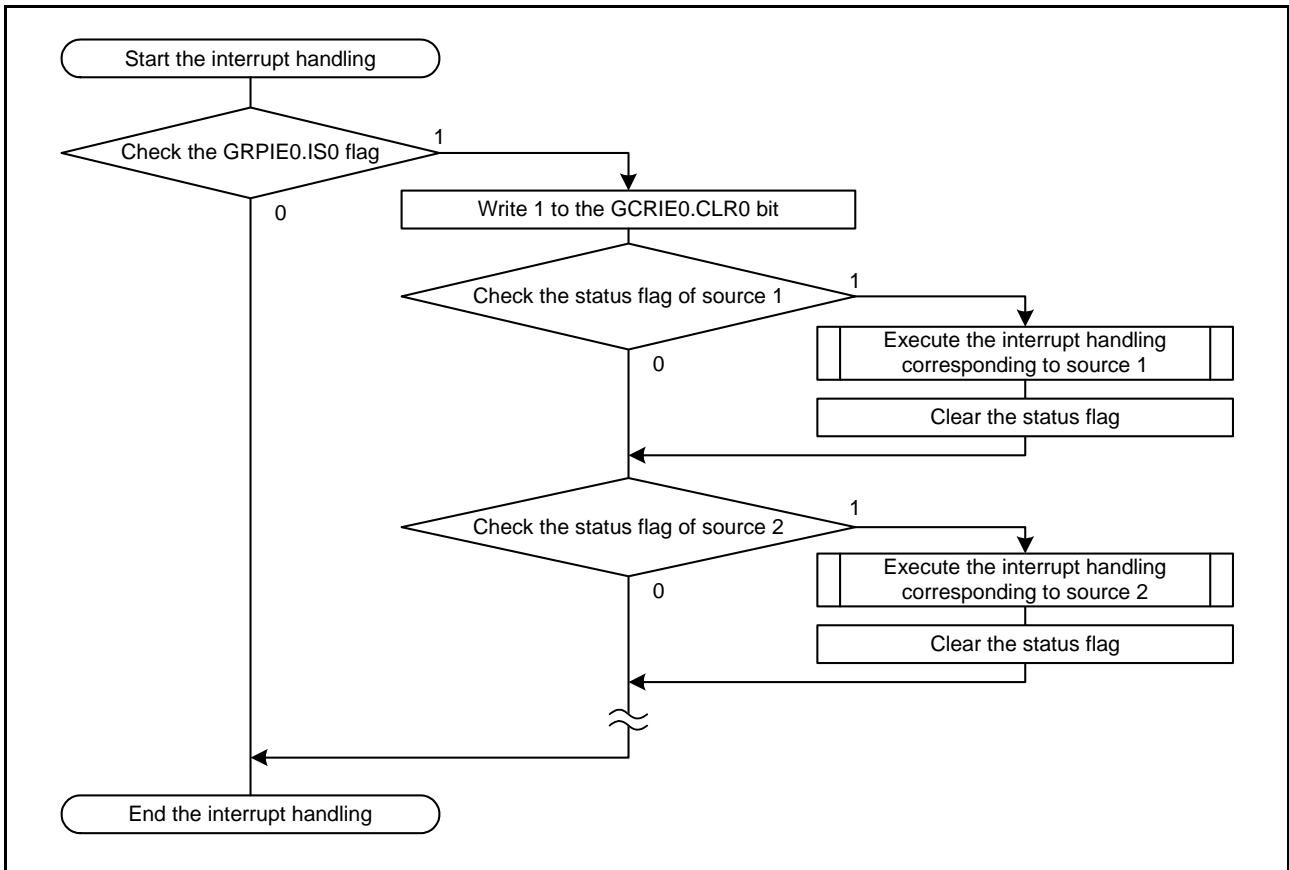 Start the interrupt handling
1
Check the GRPIE0.IS0 flag
0
Write 1 to the GCRIE0.CLR0 bit
1
Check the status flag of source 1
0
Execute the interrupt handling
corresponding to source 1
Clear the status flag
1
Check the status flag of source 2
0
Execute the interrupt handling
corresponding to source 2
Clear the status flag
End the interrupt handling